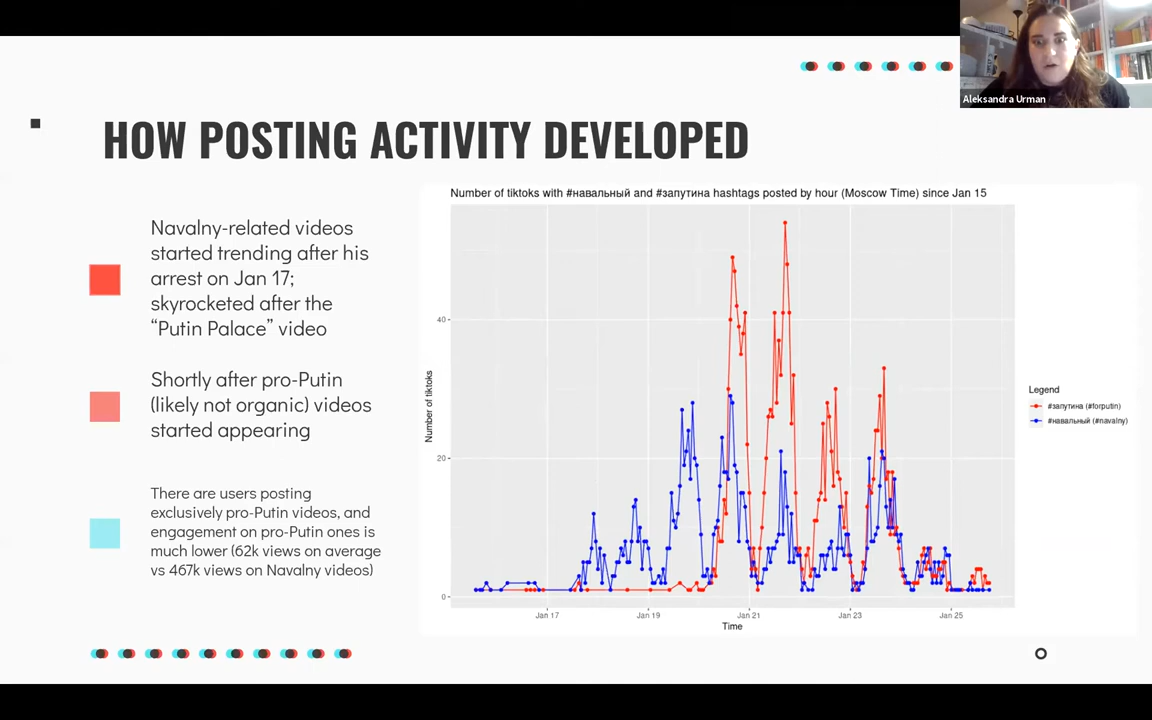 Aleksandra Urman
HOW POSTING ACTIVITY DEVELOPED
Navalny-related videos
started trending after his
arrest on Jan 17;
skyrocketed after the
“Putin Palace” video
Shortly after pro-Putin
(likely not organic) videos
started appearing
There are users posting
exclusively pro-Putin videos, and
engagement on pro-Putin ones is
much lower (62k views on average
vs 467k views on Navalny videos)
Number of tiktoks with #навальный and #запутина hashtags posted by hour (Moscow Time) since Jan 15
Number of tiktoks
40
20
0
Jan 17
Jan 19
Jan 21
Jan 23
Jan 25
Time
Legend
#запутина (#forputin)
#навальный (#navalny)